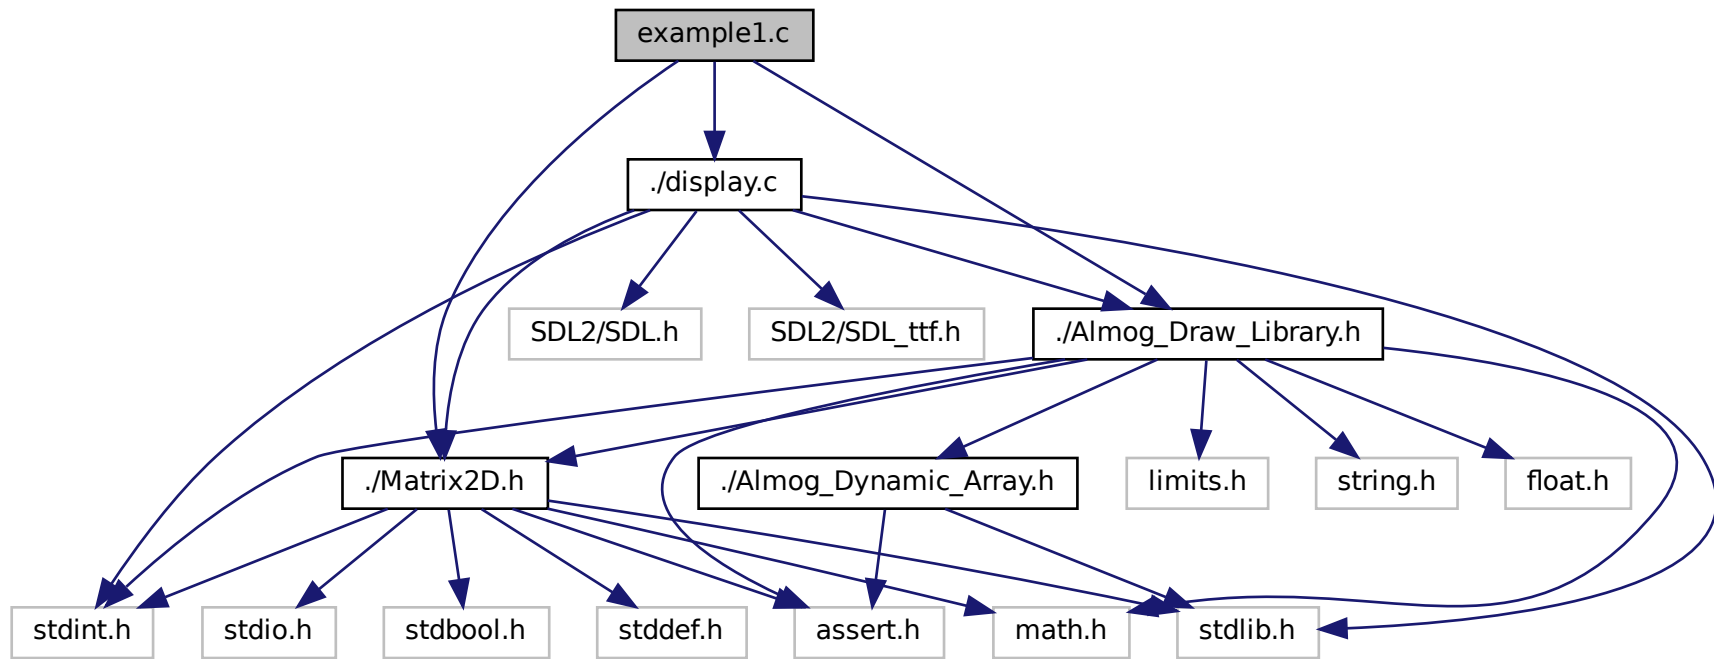 example1.c
./display.c
SDL2/SDL.h
SDL2/SDL_ttf.h
./Almog_Draw_Library.h
./Matrix2D.h
./Almog_Dynamic_Array.h
limits.h
string.h
float.h
stdint.h
stdio.h
stdbool.h
stddef.h
assert.h
math.h
stdlib.h